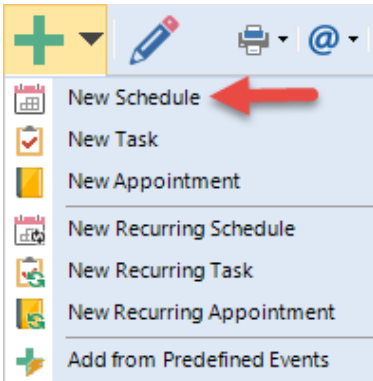 New Schedule
New Task
New Appointment
New Recurring Schedule
New Recurring Task
New Recurring Appointment
Add from Predefined Events